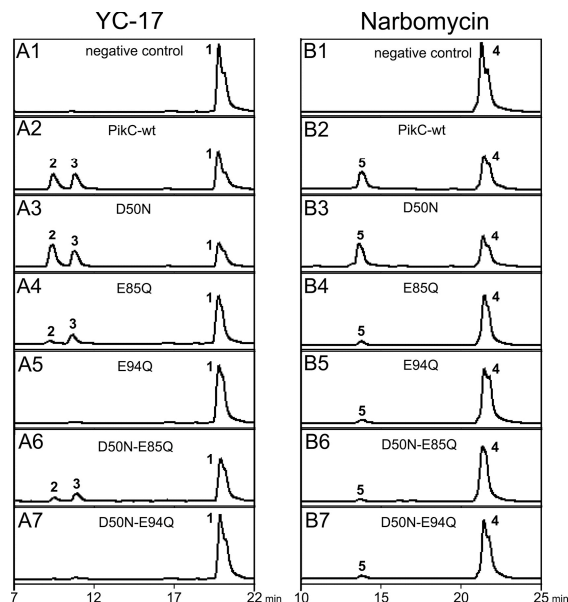 YC-17
Narbomycin
A1
negative control
1
B1
negative control
4
A2
PikC-wt
2
3
1
B2
PikC-wt
5
4
A3
D50N
2
3
1
B3
D50N
5
4
A4
E85Q
2
3
1
B4
E85Q
5
4
A5
E94Q
1
B5
E94Q
5
4
A6
D50N-E85Q
2
3
1
B6
D50N-E85Q
5
4
A7
D50N-E94Q
1
B7
D50N-E94Q
5
4
7 12 17 22 min
10 15 20 25 min